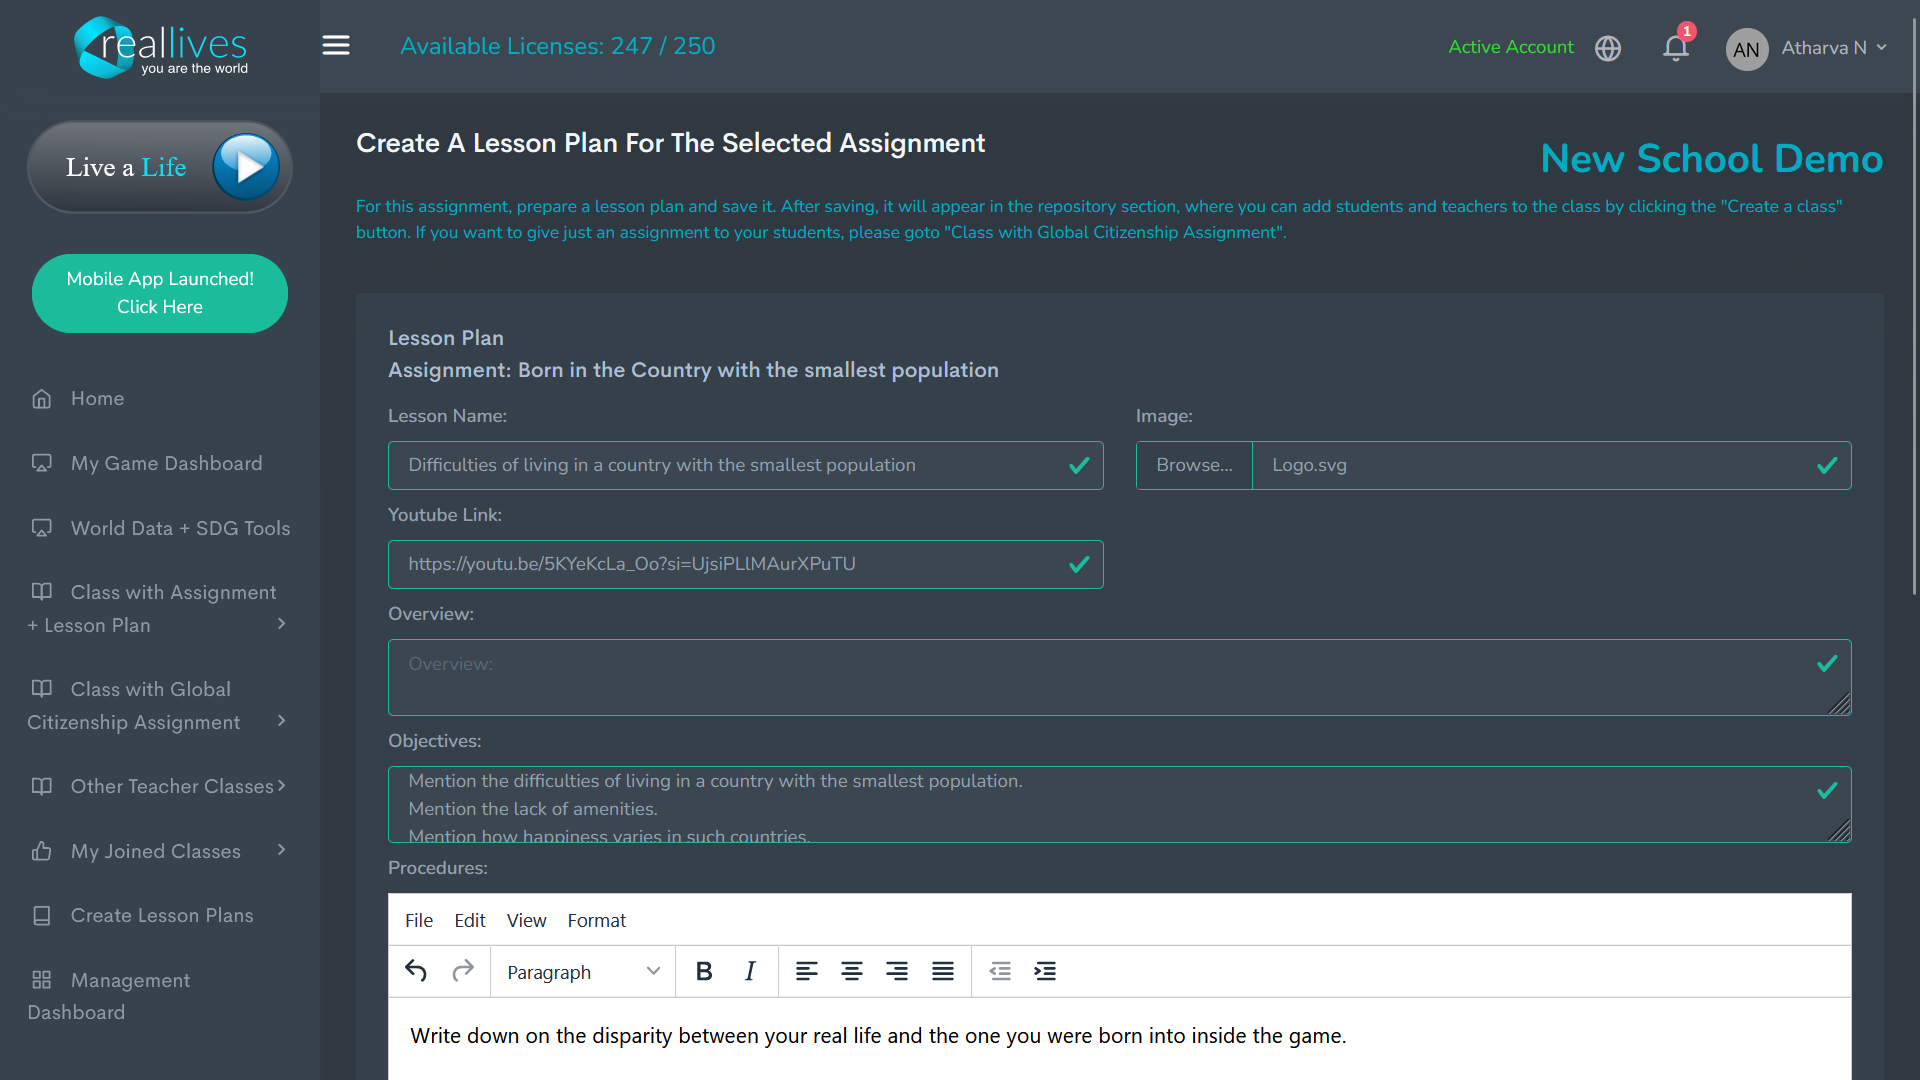 reallives
you are the world
Available Licenses: 247 / 250
Active Account
1
AN
Atharva N
Live a Life
Mobile App Launched!
Click Here
Home
My Game Dashboard
World Data + SDG Tools
Class with Assignment
+ Lesson Plan
Class with Global
Citizenship Assignment
Other Teacher Classes
My Joined Classes
Create Lesson Plans
Management
Dashboard
Create A Lesson Plan For The Selected Assignment
New School Demo
For this assignment, prepare a lesson plan and save it. After saving, it will appear in the repository section, where you can add students and teachers to the class by clicking the "Create a class"
button. If you want to give just an assignment to your students, please goto "Class with Global Citizenship Assignment".
Lesson Plan
Assignment: Born in the Country with the smallest population
Lesson Name:
Image:
Difficulties of living in a country with the smallest population
Browse...
Logo.svg
Youtube Link:
https://youtu.be/5KYeKcLa_Oo?si=UjsiPLlMAurXPuTU
Overview:
Overview:
Objectives:
Mention the difficulties of living in a country with the smallest population.
Mention the lack of amenities.
Mention how happiness varies in such countries.
Procedures:
File Edit View Format
Paragraph
B I
Write down on the disparity between your real life and the one you were born into inside the game.